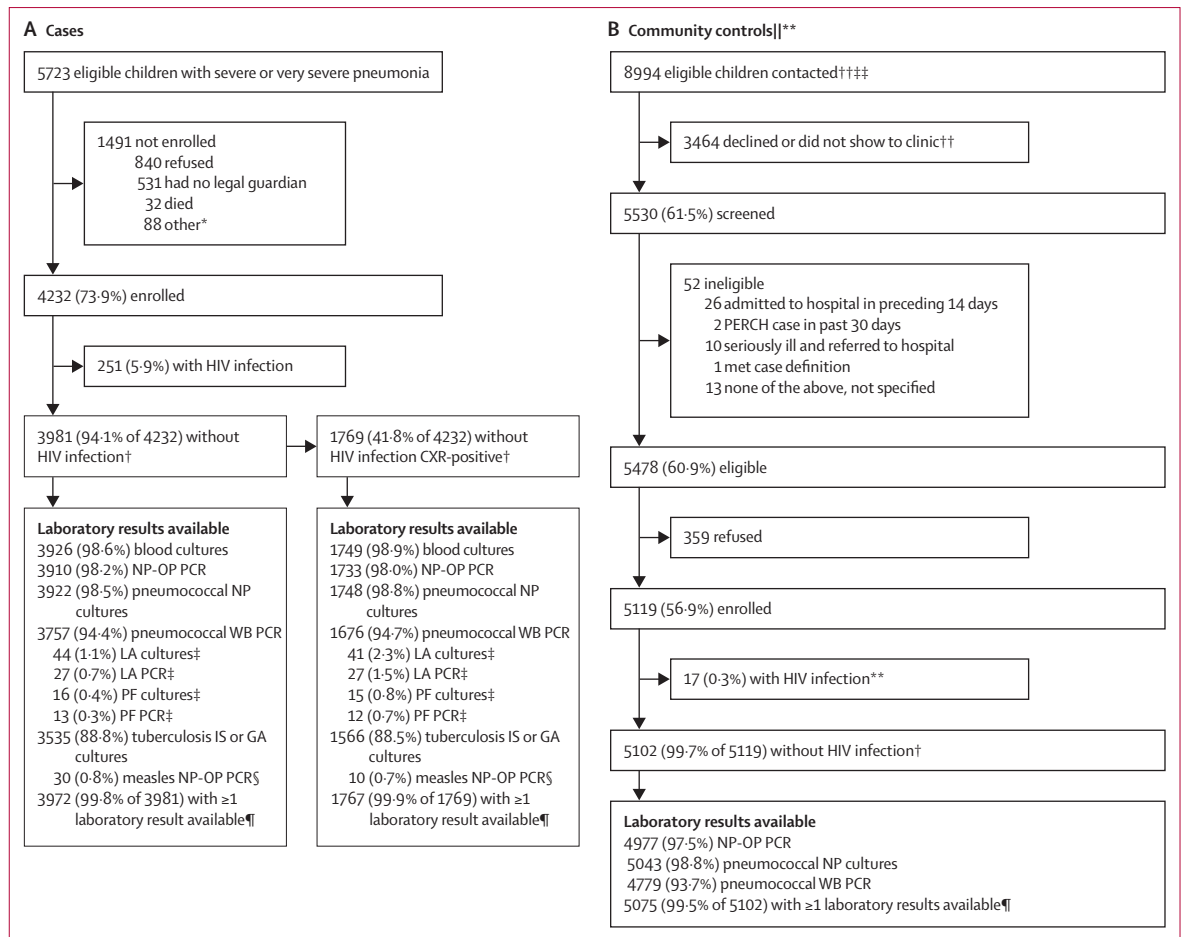 A Cases
5723 eligible children with severe or very severe pneumonia
1491 not enrolled
840 refused
531 had no legal guardian
32 died
88 other*
4232 (73·9%) enrolled
251 (5·9%) with HIV infection
3981 (94·1% of 4232) without
HIV infection†
1769 (41·8% of 4232) without
HIV infection CXR-positive†
Laboratory results available
3926 (98·6%) blood cultures
3910 (98·2%) NP-OP PCR
3922 (98·5%) pneumococcal NP
cultures
3757 (94·4%) pneumococcal WB PCR
44 (1·1%) LA cultures‡
27 (0·7%) LA PCR‡
16 (0·4%) PF cultures‡
13 (0·3%) PF PCR‡
3535 (88·8%) tuberculosis IS or GA
cultures
30 (0·8%) measles NP-OP PCR§
3972 (99·8% of 3981) with ≥1
laboratory result available¶
Laboratory results available
1749 (98·9%) blood cultures
1733 (98·0%) NP-OP PCR
1748 (98·8%) pneumococcal NP
cultures
1676 (94·7%) pneumococcal WB PCR
41 (2·3%) LA cultures‡
27 (1·5%) LA PCR‡
15 (0·8%) PF cultures‡
12 (0·7%) PF PCR‡
1566 (88.5%) tuberculosis IS or GA
cultures
10 (0·7%) measles NP-OP PCR§
1767 (99·9% of 1769) with ≥1
laboratory result available¶
B Community controls||**
8994 eligible children contacted††‡‡
3464 declined or did not show to clinic††
5530 (61·5%) screened
52 ineligible
26 admitted to hospital in preceding 14 days
2 PERCH case in past 30 days
10 seriously ill and referred to hospital
1 met case definition
13 none of the above, not specified
5478 (60·9%) eligible
359 refused
5119 (56·9%) enrolled
17 (0·3%) with HIV infection**
5102 (99·7% of 5119) without HIV infection†
Laboratory results available
4977 (97·5%) NP-OP PCR
5043 (98·8%) pneumococcal NP cultures
4779 (93·7%) pneumococcal WB PCR
5075 (99·5% of 5102) with ≥1 laboratory results available¶